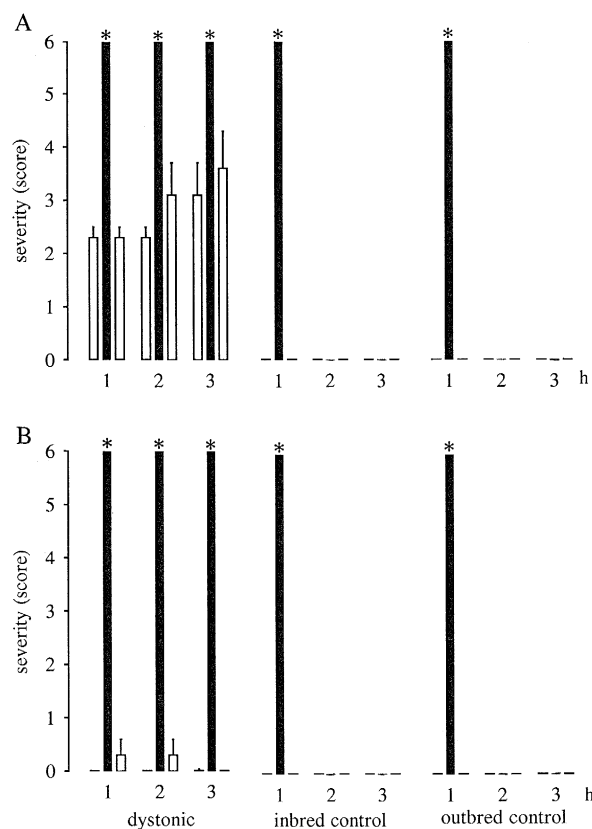 A
* * * * *
6
5
4
3
2
1
0
severity (score)
1 2 3 1 2 3 1 2 3 h
B
* * * * *
6
5
4
3
2
1
0
severity (score)
1 2 3 1 2 3 1 2 3 h
dystonic inbred control outbred control